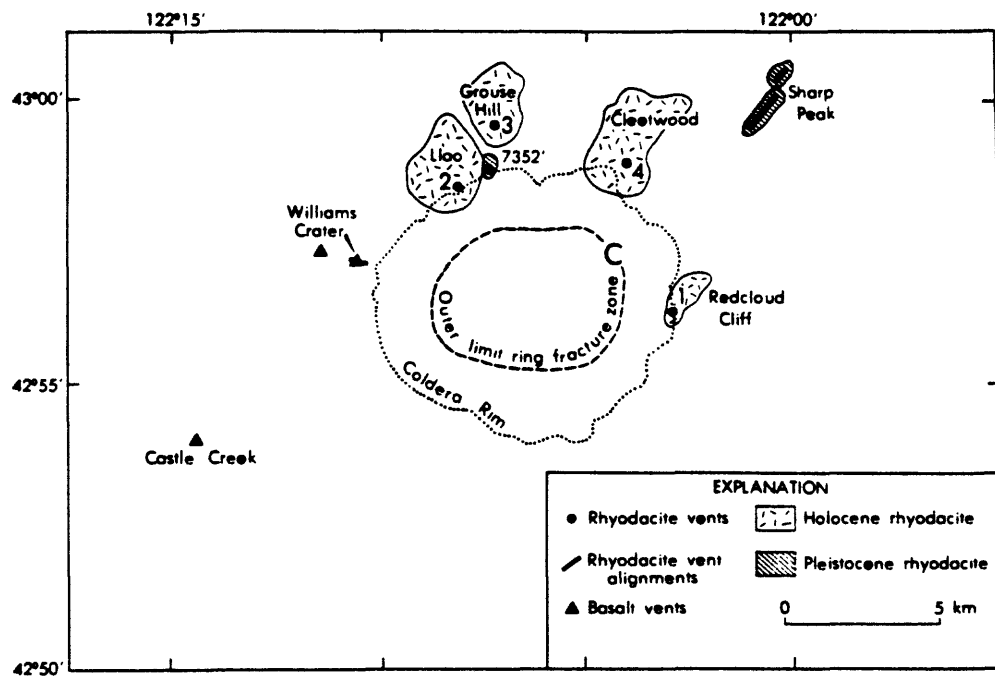 122°15'
122°00'
43°00'
Grouse
Hill
3
Cleetwood
4
Sharp
Peak
Llao
2
7352'
Williams
Crater
C
Outer limit ring fracture zone
1
Redcloud
Cliff
Caldera Rim
42°55'
Castle Creek
EXPLANATION
Rhyodacite vents
Holocene rhyodacite
Rhyodacite vent
alignments
Pleistocene rhyodacite
Basalt vents
0
5 km
42°50'